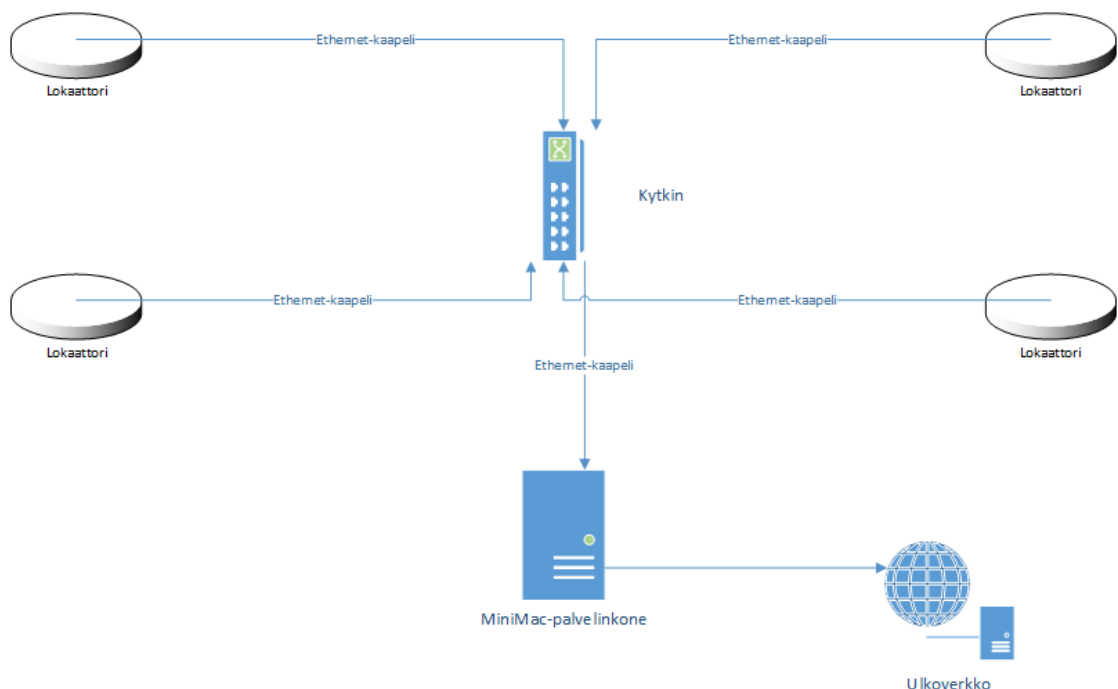 Ethernet-kaapeli
Ethernet-kaapeli
Lokaattori
Lokaattori
Kytkin
Ethernet-kaapeli
Ethernet-kaapeli
Lokaattori
Lokaattori
Ethernet-kaapeli
MiniMac-palvelinkone
Ulkoverkko